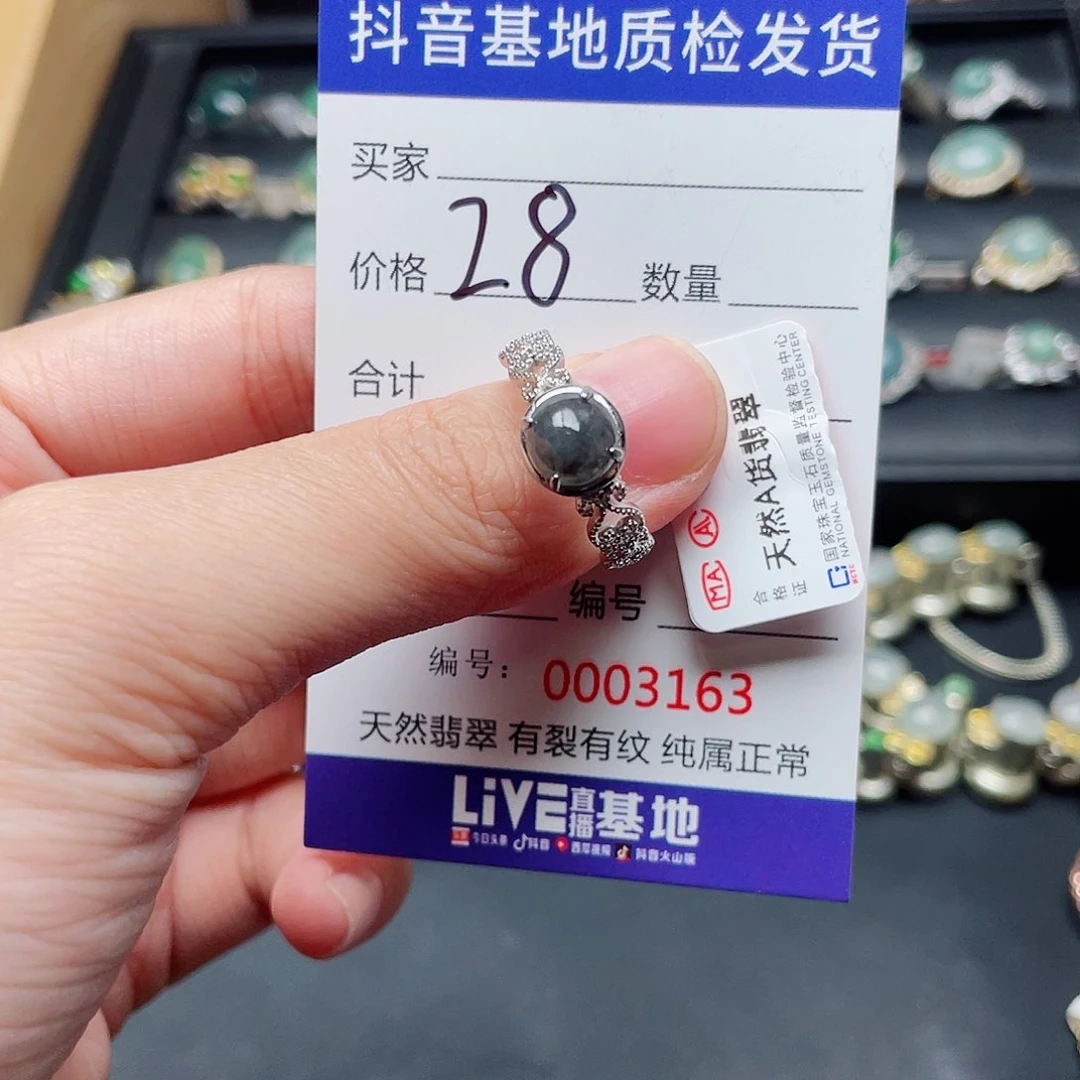 抖音基地质检发货
买家
价格 28 数量
合计
编号
编号: 0003163
天然翡翠 有裂有纹 纯属正常
LiVE直播基地
今日头条 抖音 西瓜视频 抖音火山版
MA AL
合格证
天然A货翡翠
国家珠宝玉石质量监督检验中心
NATIONAL GEMSTONE TESTING CENTER
NGTC